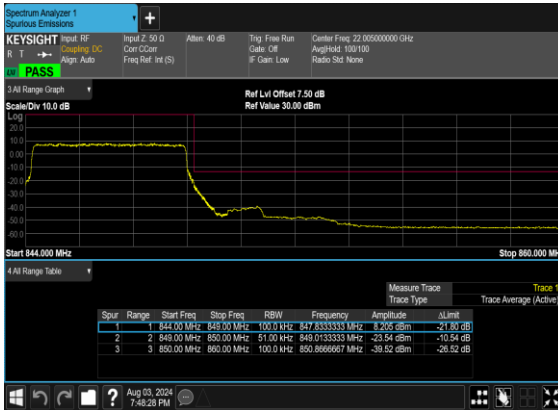 Spectrum Analyzer 1
Spurious Emissions
+
KEYSIGHT
R T
LXI PASS
Input: RF
Coupling: DC
Align: Auto
Input Z: 50 Ω
Corr CCorr
Freq Ref: Int (S)
Atten: 40 dB
Trig: Free Run
Gate: Off
IF Gain: Low
Center Freq: 22.005000000 GHz
Avg|Hold: 100/100
Radio Std: None
3 All Range Graph
Scale/Div 10.0 dB
Ref Lvl Offset 7.50 dB
Ref Value 30.00 dBm
Log
20.0
10.0
0.00
-10.0
-20.0
-30.0
-40.0
-50.0
-60.0
Start 844.000 MHz
Stop 860.000 MH
4 All Range Table
Measure Trace Trace 1
Trace Type Trace Average (Active)
Spur Range Start Freq Stop Freq RBW Frequency Amplitude ΔLimit
1 1 844.00 MHz 849.00 MHz 100.0 kHz 847.8333333 MHz 8.205 dBm -21.80 dB
2 2 849.00 MHz 850.00 MHz 51.00 kHz 849.0133333 MHz -23.54 dBm -10.54 dB
3 3 850.00 MHz 860.00 MHz 100.0 kHz 850.8666667 MHz -39.52 dBm -26.52 dB
?
Aug 03, 2024
7:48:28 PM